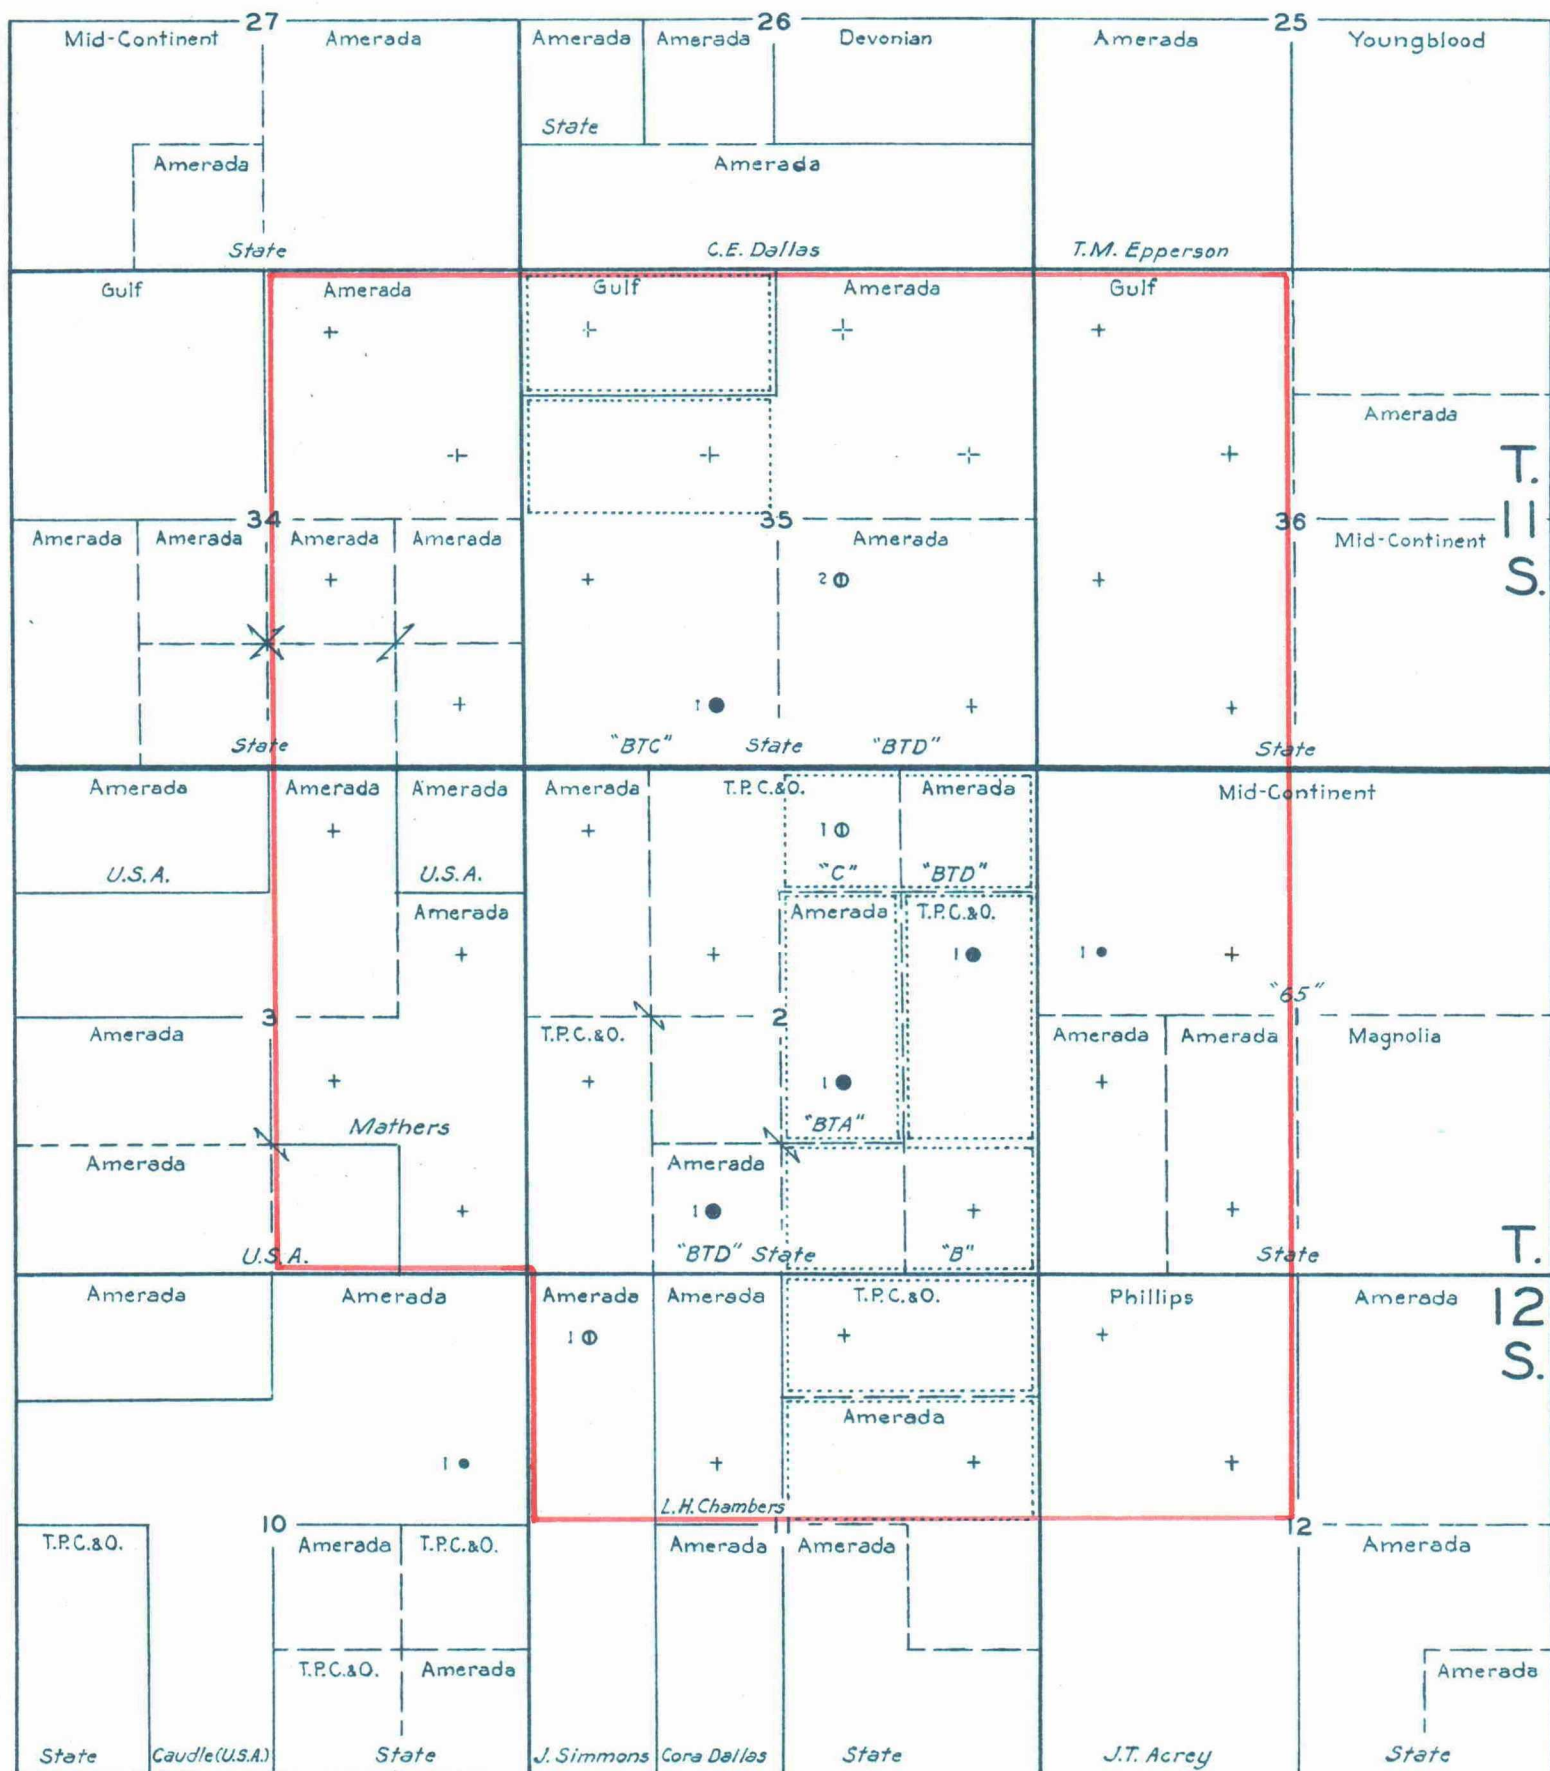 27 26 25
Mid-Continent Amerada Amerada Amerada Devonian Amerada Youngblood
State
Amerada Amerada
State C.E. Dallas T.M. Epperson
Gulf Amerada Gulf Amerada Gulf
Amerada
T.
34 35 36
11
Amerada Amerada Amerada Amerada Amerada Mid-Continent
S.
2
1
State "BTC" State "BTD" State
Amerada Amerada Amerada Amerada T.P.C.&O. Amerada Mid-Continent
1
U.S.A. U.S.A. "C" "BTD"
Amerada Amerada T.P.C.&O.
1 1
"65"
3 2
Amerada T.P.C.&O. Amerada Amerada Magnolia
1
Mathers "BTA"
Amerada Amerada
1
U.S.A. "BTD" State "B" State
T.
Amerada Amerada Amerada Amerada T.P.C.&O. Phillips Amerada
12
1
S.
Amerada
1
L.H. Chambers
10 11 12
T.P.C.&O. Amerada T.P.C.&O. Amerada Amerada Amerada
T.P.C.&O. Amerada Amerada
State Caudle (U.S.A.) State J. Simmons Cora Dallas State J.T. Acrey State